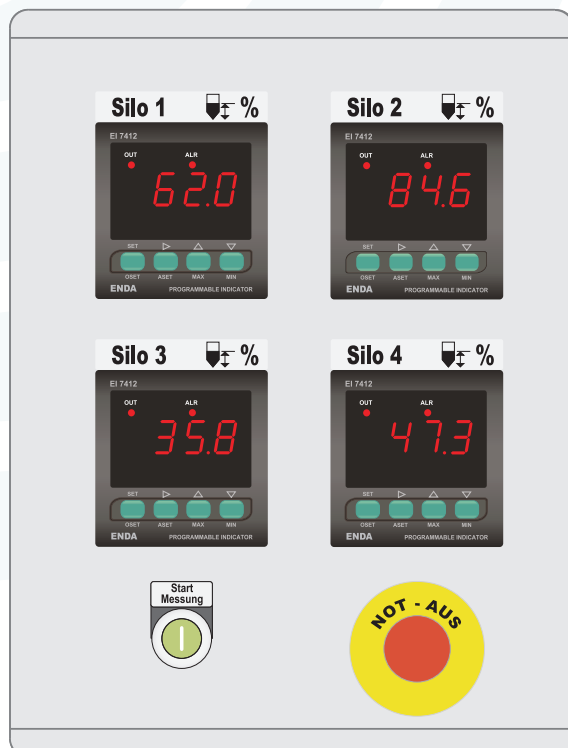 Silo 1 %
EI 7412
OUT ALR
62.0
SET
OSET ASET MAX MIN
ENDA PROGRAMMABLE INDICATOR
Silo 2 %
EI 7412
OUT ALR
84.6
SET
OSET ASET MAX MIN
ENDA PROGRAMMABLE INDICATOR
Silo 3 %
EI 7412
OUT ALR
35.8
SET
OSET ASET MAX MIN
ENDA PROGRAMMABLE INDICATOR
Silo 4 %
EI 7412
OUT ALR
47.3
SET
OSET ASET MAX MIN
ENDA PROGRAMMABLE INDICATOR
Start
Messung
NOT - AUS